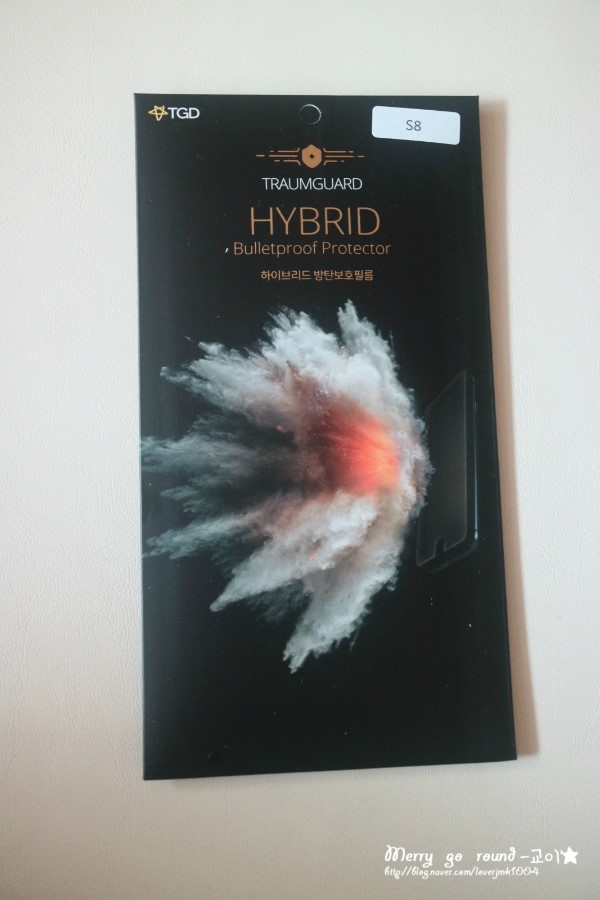 TGD
S8
TRAUMGUARD
HYBRID
Bulletproof Protector
하이브리드 방탄보호필름
Merry go round-교이★
http://blog.naver.com/loverjmk1004